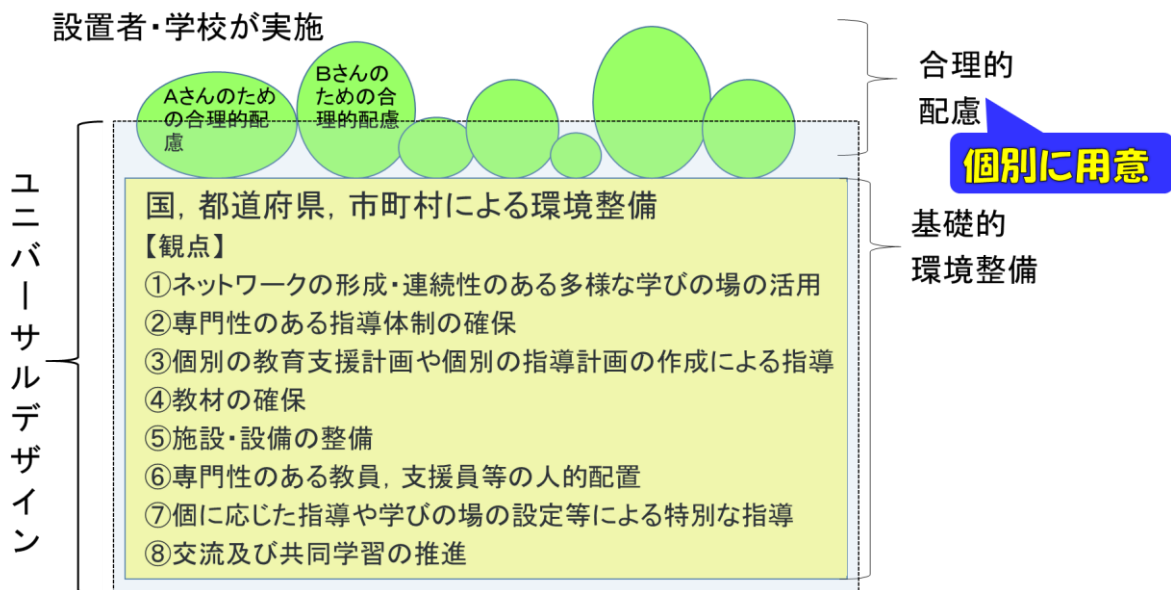 設置者・学校が実施
Aさんのため
の合理的配
慮
Bさんの
ための合
理的配慮
合理的
配慮
個別に用意
ユニバーサルデザイン
国，都道府県，市町村による環境整備
【観点】
①ネットワークの形成・連続性のある多様な学びの場の活用
②専門性のある指導体制の確保
③個別の教育支援計画や個別の指導計画の作成による指導
④教材の確保
⑤施設・設備の整備
⑥専門性のある教員，支援員等の人的配置
⑦個に応じた指導や学びの場の設定等による特別な指導
⑧交流及び共同学習の推進
基礎的
環境整備